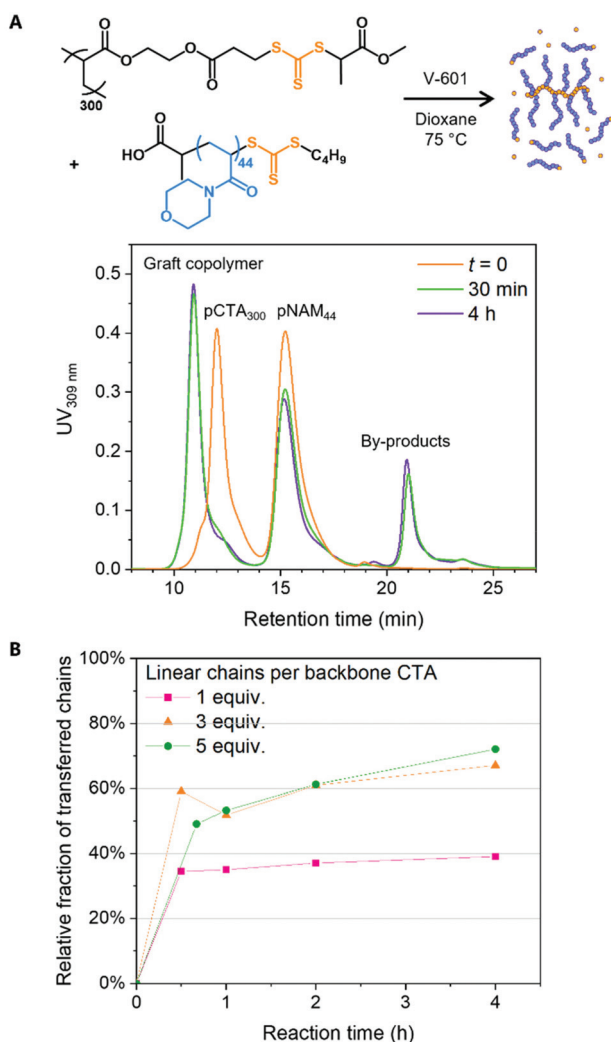 A
O
O
O
O
S
S
O
O
S
300
V-601
Dioxane
75 °C
+
HO
O
44
S
S
C4H9
S
N
O
O
0.5
0.4
0.3
0.2
0.1
0.0
UV309 nm
Graft copolymer
pCTA300
pNAM44
By-products
t = 0
30 min
4 h
10
15
20
25
Retention time (min)
B
100%
80%
60%
40%
20%
0%
Relative fraction of transferred chains
Linear chains per backbone CTA
1 equiv.
3 equiv.
5 equiv.
0
1
2
3
4
Reaction time (h)